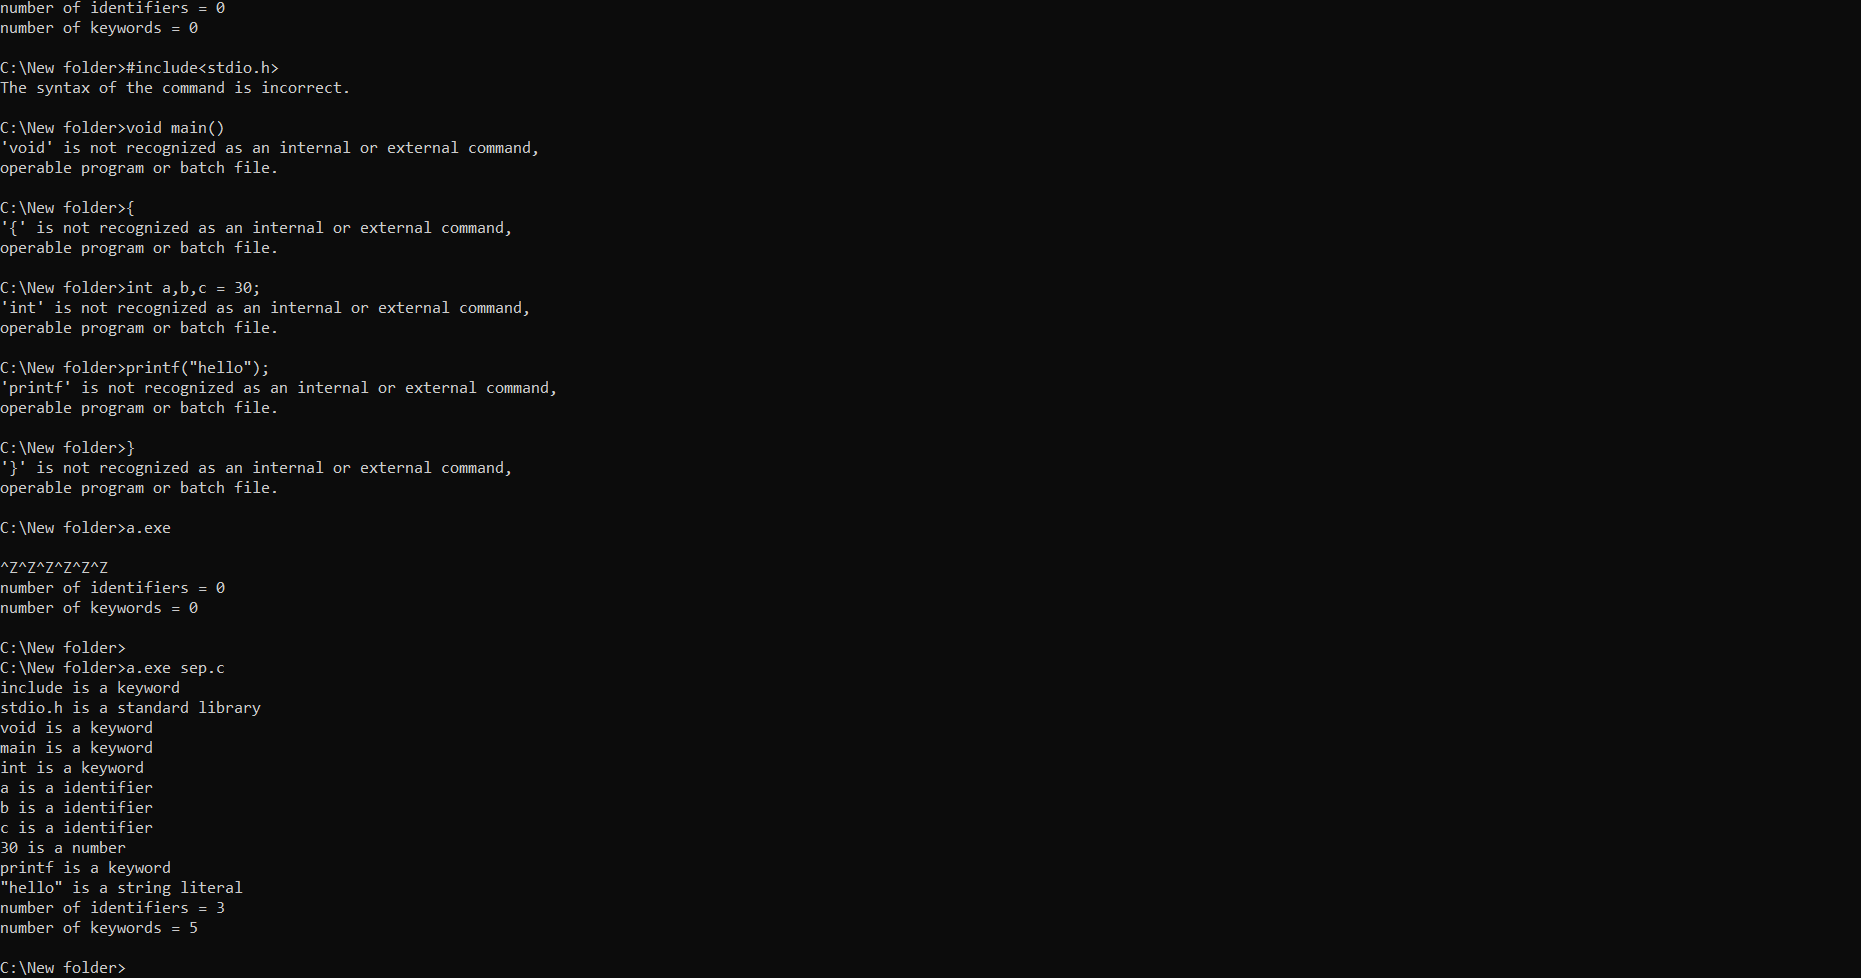 number of identifiers = 0
number of keywords = 0
C:\New folder>#include<stdio.h>
The syntax of the command is incorrect.
C:\New folder>void main()
'void' is not recognized as an internal or external command,
operable program or batch file.
C:\New folder>{
'{' is not recognized as an internal or external command,
operable program or batch file.
C:\New folder>int a,b,c = 30;
'int' is not recognized as an internal or external command,
operable program or batch file.
C:\New folder>printf("hello");
'printf' is not recognized as an internal or external command,
operable program or batch file.
C:\New folder>}
'}' is not recognized as an internal or external command,
operable program or batch file.
C:\New folder>a.exe
^Z^Z^Z^Z^Z^Z
number of identifiers = 0
number of keywords = 0
C:\New folder>
C:\New folder>a.exe sep.c
include is a keyword
stdio.h is a standard library
void is a keyword
main is a keyword
int is a keyword
a is a identifier
b is a identifier
c is a identifier
30 is a number
printf is a keyword
"hello" is a string literal
number of identifiers = 3
number of keywords = 5
C:\New folder>